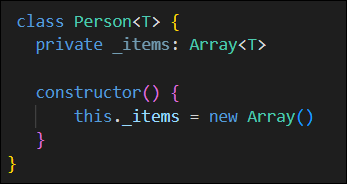 class Person<T> {
private _items: Array<T>
constructor() {
this._items = new Array()
}
}